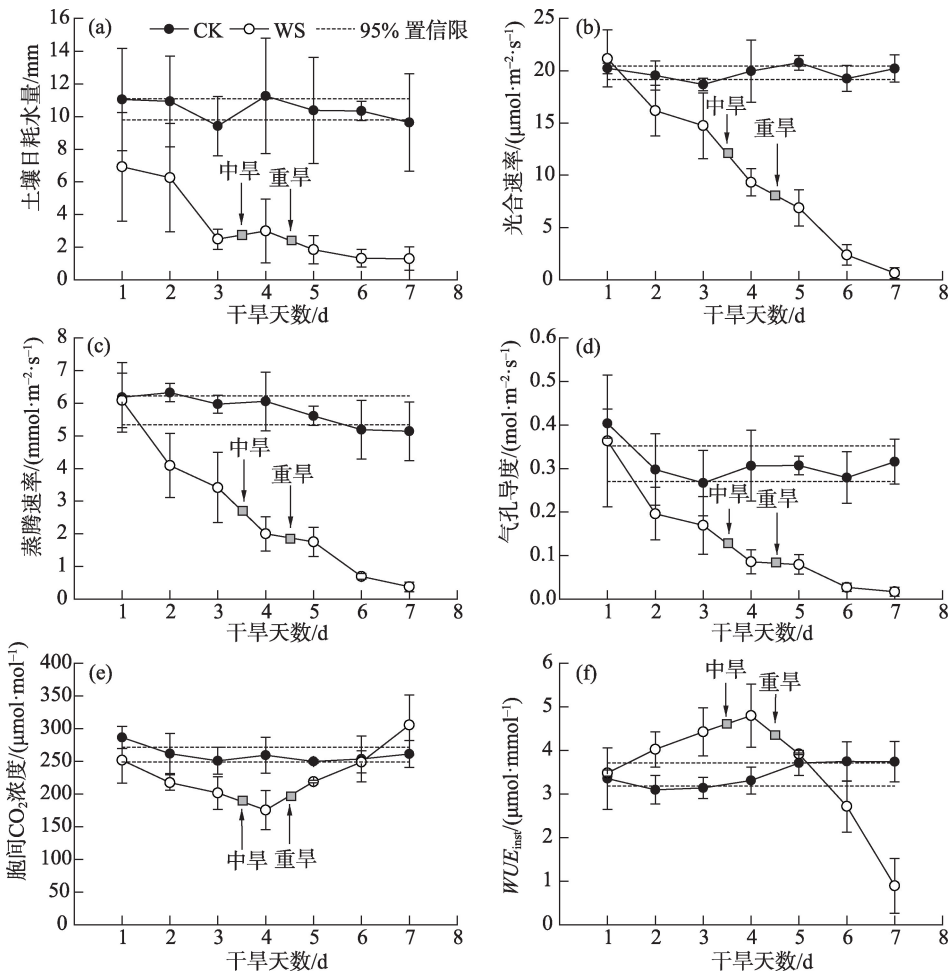 (a) CK WS 95% 置信限
土壤日耗水量/mm
16
14
12
10
8
6
4
2
0
中旱
重旱
1 2 3 4 5 6 7 8
干旱天数/d
(b)
光合速率/(μmol·m⁻²·s⁻¹)
25
20
15
10
5
0
中旱
重旱
1 2 3 4 5 6 7 8
干旱天数/d
(c)
蒸腾速率/(mmol·m⁻²·s⁻¹)
8
7
6
5
4
3
2
1
0
中旱
重旱
1 2 3 4 5 6 7 8
干旱天数/d
(d)
气孔导度/(mol·m⁻²·s⁻¹)
0.6
0.5
0.4
0.3
0.2
0.1
0.0
中旱
重旱
1 2 3 4 5 6 7 8
干旱天数/d
(e)
胞间CO₂浓度/(μmol·mol⁻¹)
400
350
300
250
200
150
100
50
0
中旱
重旱
1 2 3 4 5 6 7 8
干旱天数/d
(f)
WUEinst/(μmol·mmol⁻¹)
6
5
4
3
2
1
0
中旱
重旱
1 2 3 4 5 6 7 8
干旱天数/d